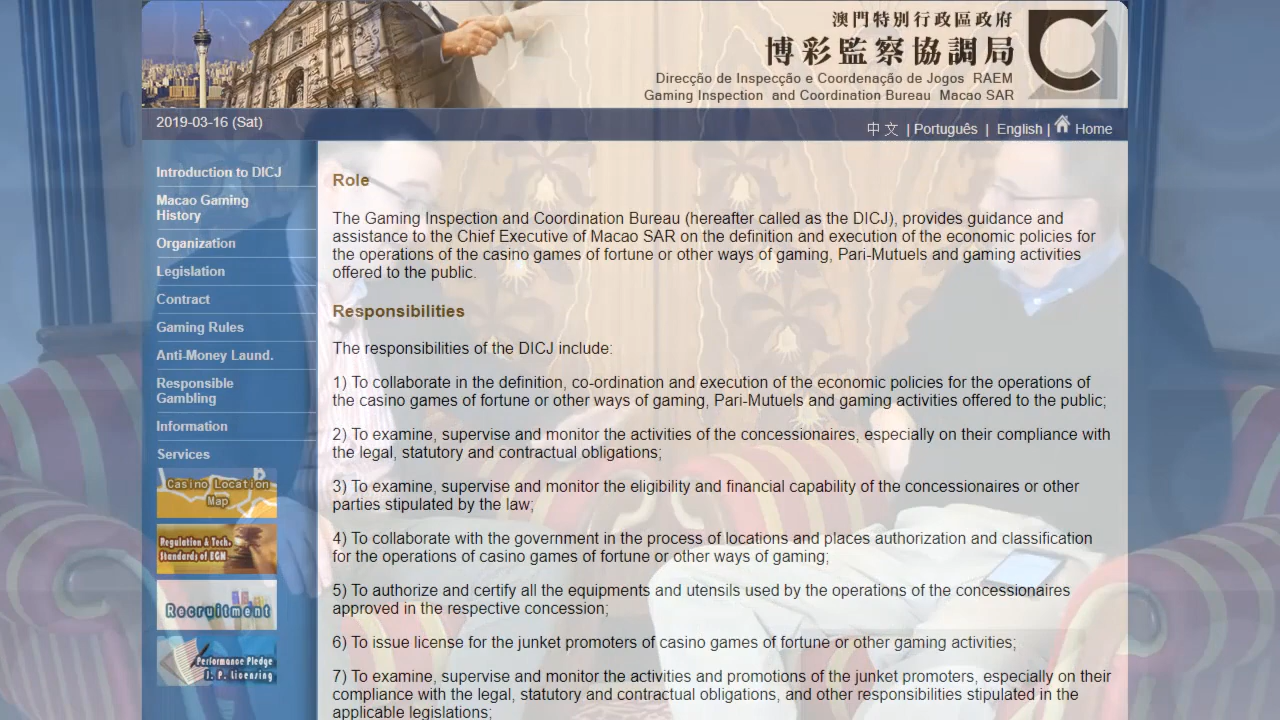 澳門特別行政區政府
博彩監察協調局
Direcção de Inspecção e Coordenação de Jogos RAEM
Gaming Inspection and Coordination Bureau Macao SAR
2019-03-16 (Sat)
中文 | Português | English | Home
Introduction to DICJ
Macao Gaming
History
Organization
Legislation
Contract
Gaming Rules
Anti-Money Laund.
Responsible
Gambling
Information
Services
Casino Location
Map
Regulation & Tech.
Standards of EGM
Recruitment
Performance Pledge
J. P. Licensing
Role
The Gaming Inspection and Coordination Bureau (hereafter called as the DICJ), provides guidance and
assistance to the Chief Executive of Macao SAR on the definition and execution of the economic policies for
the operations of the casino games of fortune or other ways of gaming, Pari-Mutuels and gaming activities
offered to the public.
Responsibilities
The responsibilities of the DICJ include:
1) To collaborate in the definition, co-ordination and execution of the economic policies for the operations of
the casino games of fortune or other ways of gaming, Pari-Mutuels and gaming activities offered to the public;
2) To examine, supervise and monitor the activities of the concessionaires, especially on their compliance with
the legal, statutory and contractual obligations;
3) To examine, supervise and monitor the eligibility and financial capability of the concessionaires or other
parties stipulated by the law;
4) To collaborate with the government in the process of locations and places authorization and classification
for the operations of casino games of fortune or other ways of gaming;
5) To authorize and certify all the equipments and utensils used by the operations of the concessionaires
approved in the respective concession;
6) To issue license for the junket promoters of casino games of fortune or other gaming activities;
7) To examine, supervise and monitor the activities and promotions of the junket promoters, especially on their
compliance with the legal, statutory and contractual obligations, and other responsibilities stipulated in the
applicable legislations;